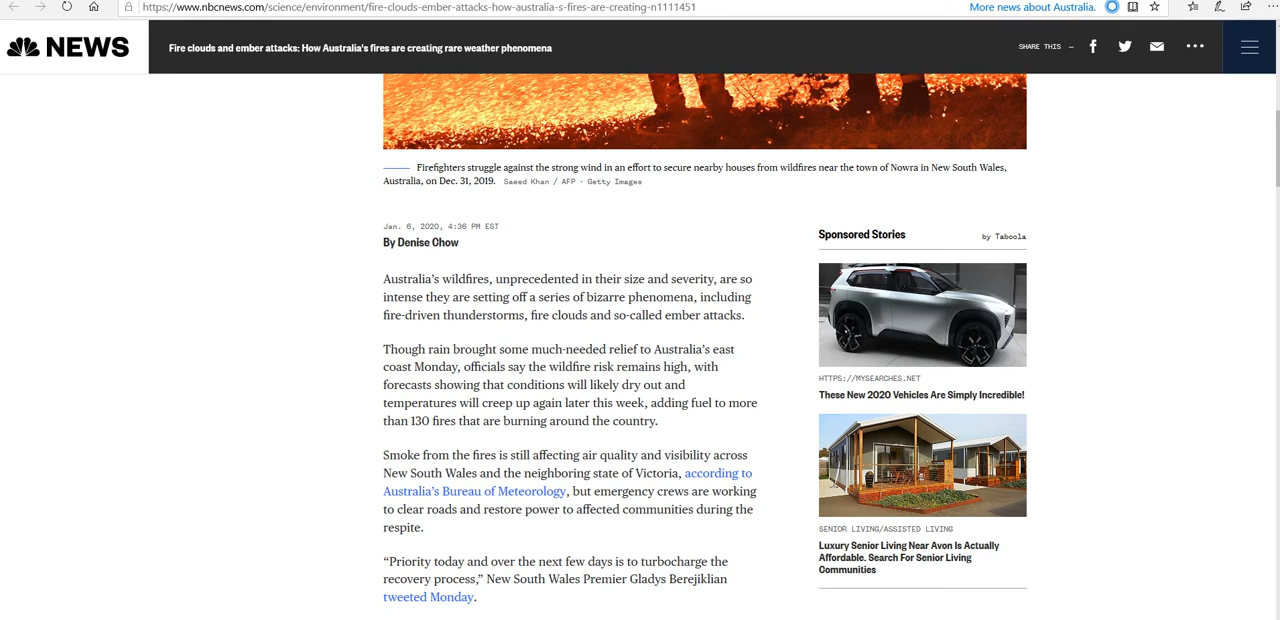 https://www.nbcnews.com/science/environment/fire-clouds-ember-attacks-how-australia-s-fires-are-creating-n1111451
More news about Australia.
NEWS
Fire clouds and ember attacks: How Australia's fires are creating rare weather phenomena
SHARE THIS —
Firefighters struggle against the strong wind in an effort to secure nearby houses from wildfires near the town of Nowra in New South Wales,
Australia, on Dec. 31, 2019. Saeed Khan / AFP - Getty Images
Jan. 6, 2020, 4:36 PM EST
By Denise Chow
Australia's wildfires, unprecedented in their size and severity, are so
intense they are setting off a series of bizarre phenomena, including
fire-driven thunderstorms, fire clouds and so-called ember attacks.
Though rain brought some much-needed relief to Australia's east
coast Monday, officials say the wildfire risk remains high, with
forecasts showing that conditions will likely dry out and
temperatures will creep up again later this week, adding fuel to more
than 130 fires that are burning around the country.
Smoke from the fires is still affecting air quality and visibility across
New South Wales and the neighboring state of Victoria, according to
Australia's Bureau of Meteorology, but emergency crews are working
to clear roads and restore power to affected communities during the
respite.
“Priority today and over the next few days is to turbocharge the
recovery process,” New South Wales Premier Gladys Berejiklian
tweeted Monday.
Sponsored Stories
by Taboola
HTTPS://MYSEARCHES.NET
These New 2020 Vehicles Are Simply Incredible!
SENIOR LIVING/ASSISTED LIVING
Luxury Senior Living Near Avon Is Actually
Affordable. Search For Senior Living
Communities